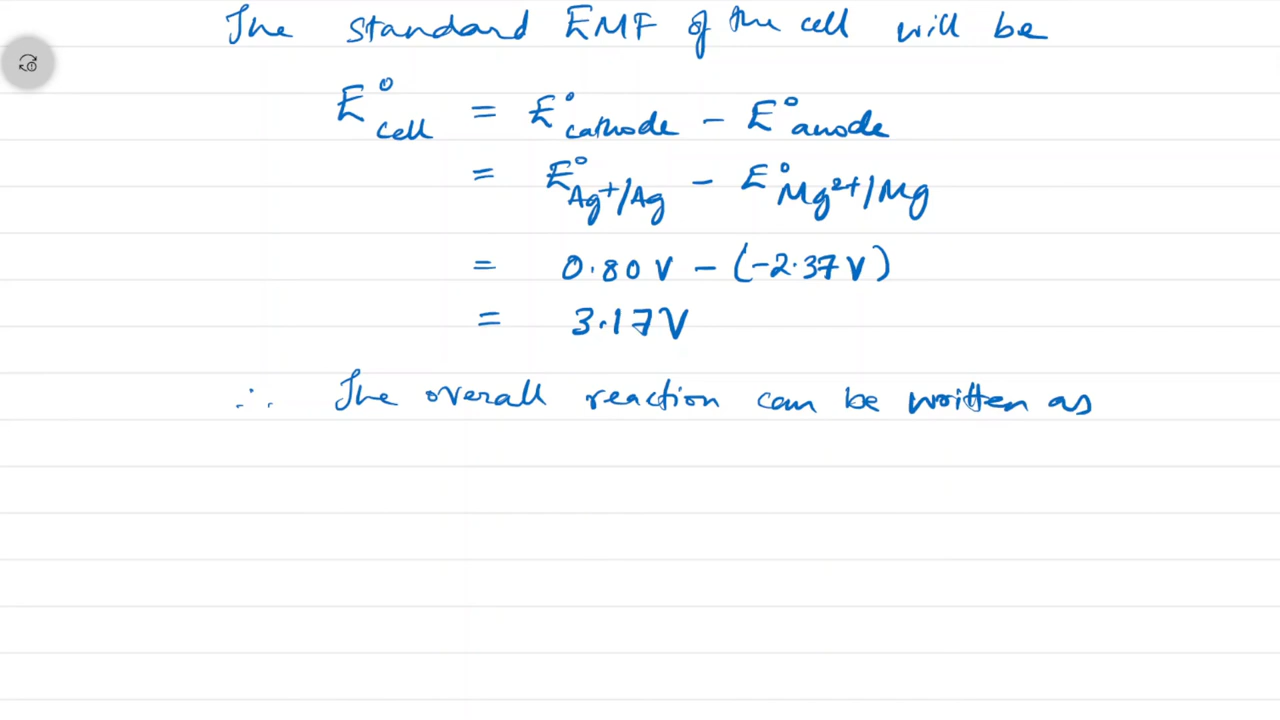 The standard EMF of the cell will be
E°cell = E°cathode - E°anode
= E°Ag+/Ag - E°Mg2+/Mg
= 0.80 V - (-2.37 V)
= 3.17 V
∴ The overall reaction can be written as